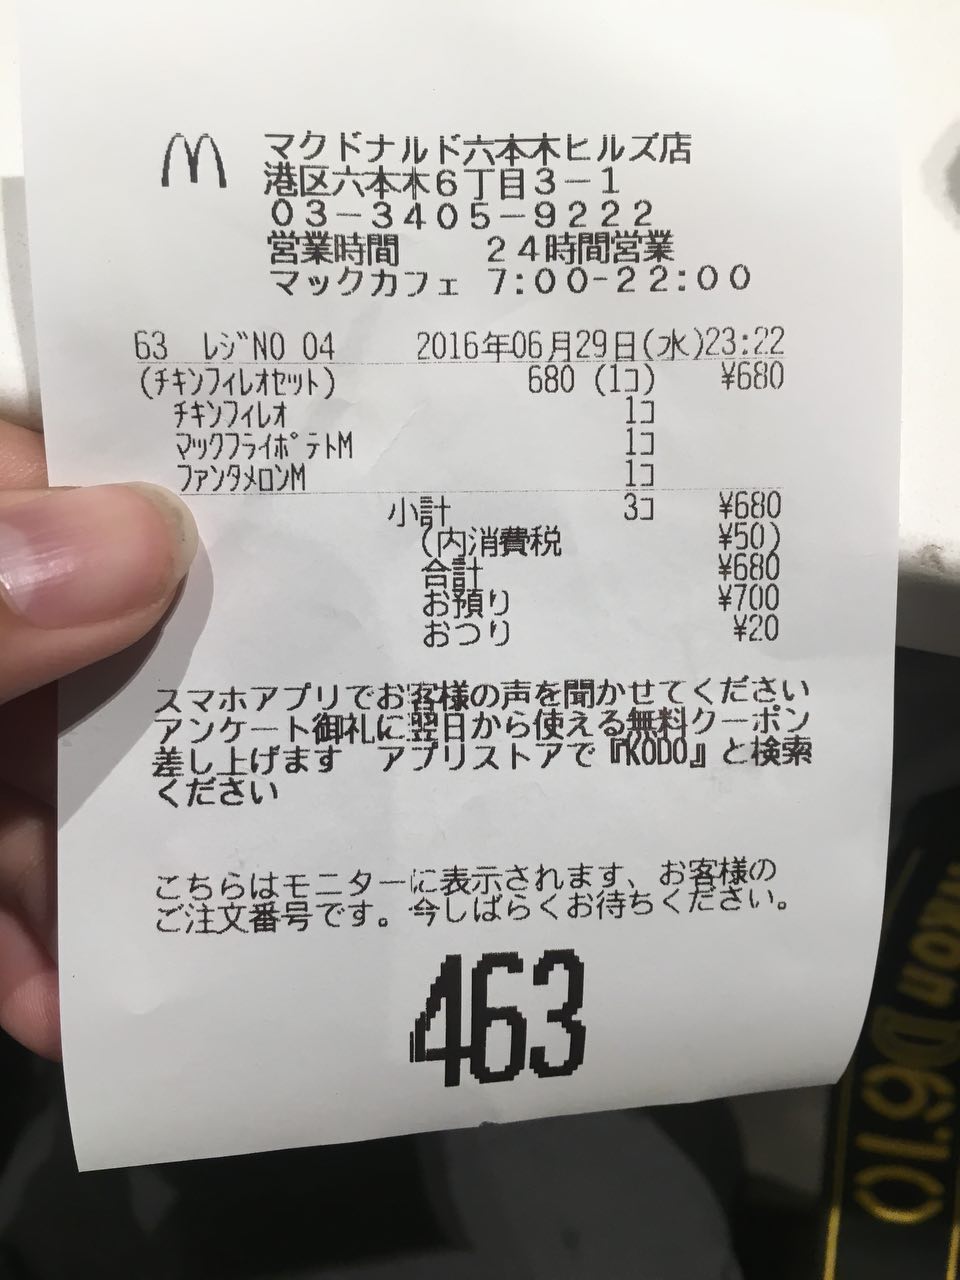 マクドナルド六本木ヒルズ店
港区六本木6丁目3-1
03-3405-9222
営業時間 24時間営業
マックカフェ 7:00-22:00
63 ﾚｼﾞNO 04 2016年06月29日(水)23:22
(ﾁｷﾝﾌｨﾚｵｾｯﾄ) 680 (1ｺ) ¥680
ﾁｷﾝﾌｨﾚｵ 1ｺ
ﾏｯｸﾌﾗｲﾎﾟﾃﾄM 1ｺ
ﾌｧﾝﾀﾒﾛﾝM 1ｺ
小計 3ｺ ¥680
(内消費税 ¥50)
合計 ¥680
お預り ¥700
おつり ¥20
スマホアプリでお客様の声を聞かせてください
アンケート御礼に翌日から使える無料クーポン
差し上げます アプリストアで『KODO』と検索
ください
こちらはモニターに表示されます、お客様の
ご注文番号です。今しばらくお待ちください。
463
Nikon D610